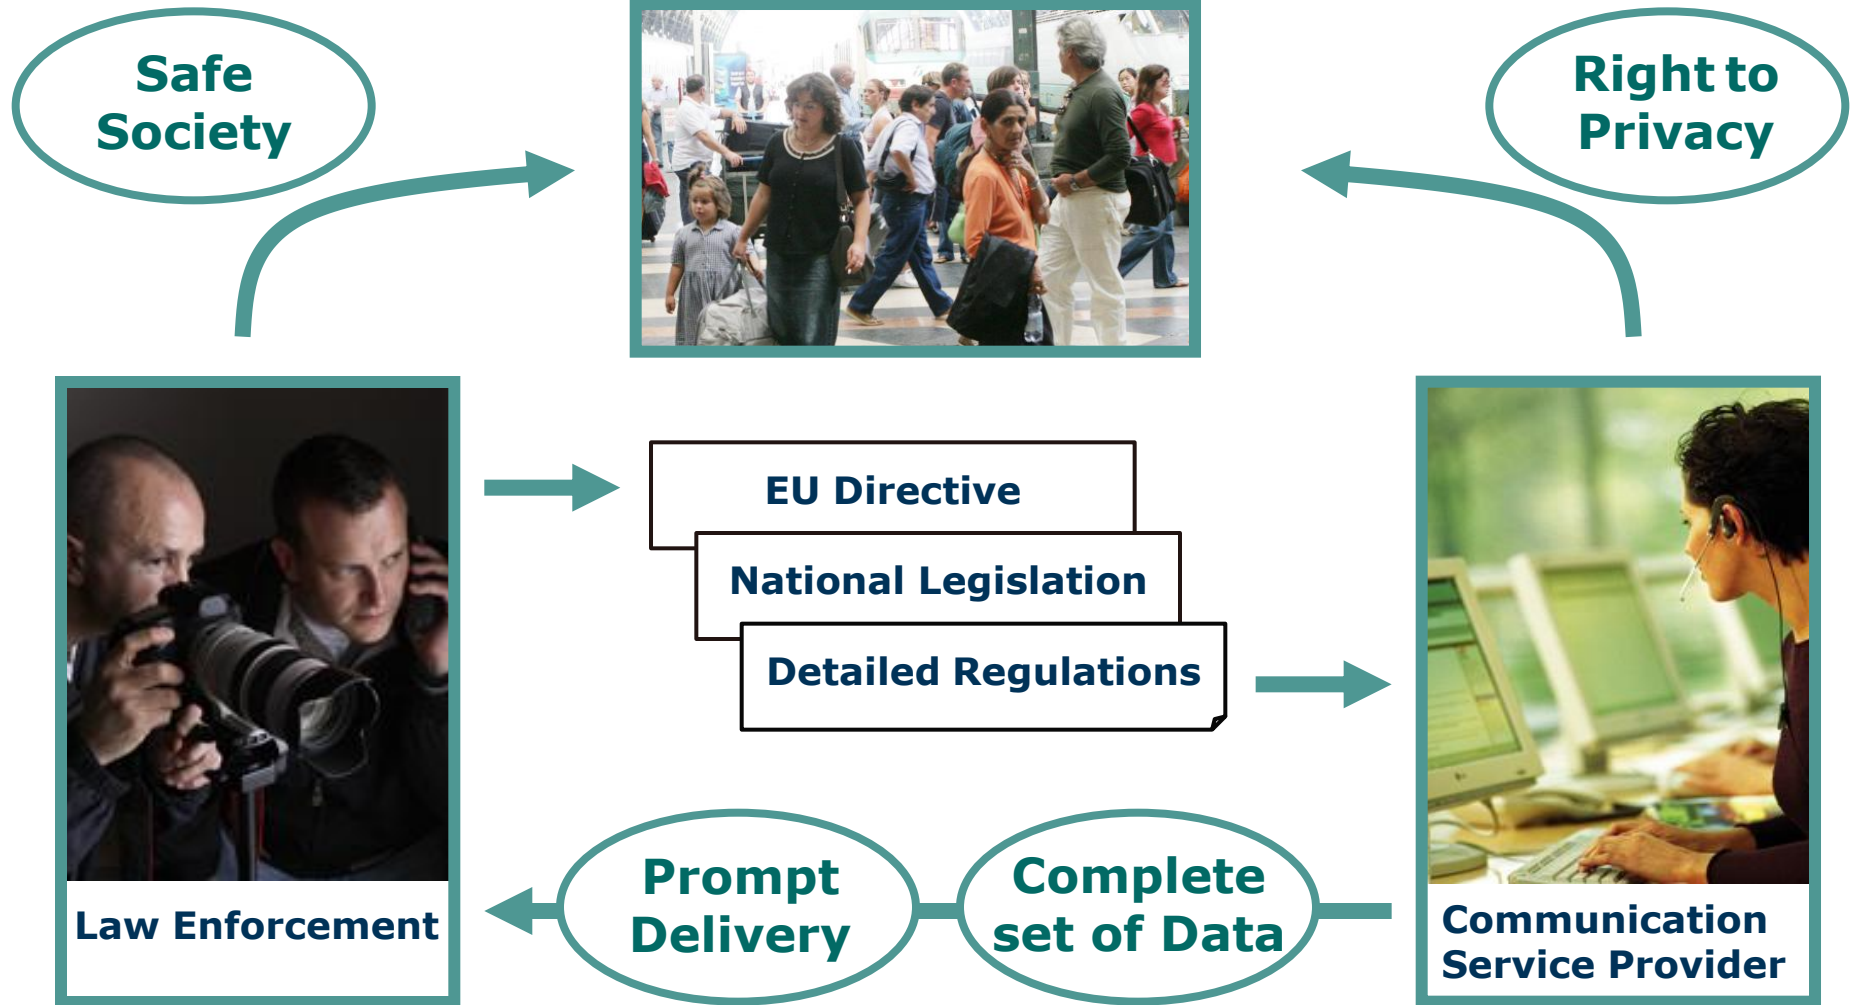 Safe
Society
Right to
Privacy
EU Directive
National Legislation
Detailed Regulations
Prompt
Delivery
Complete
set of Data
Law Enforcement
Communication
Service Provider